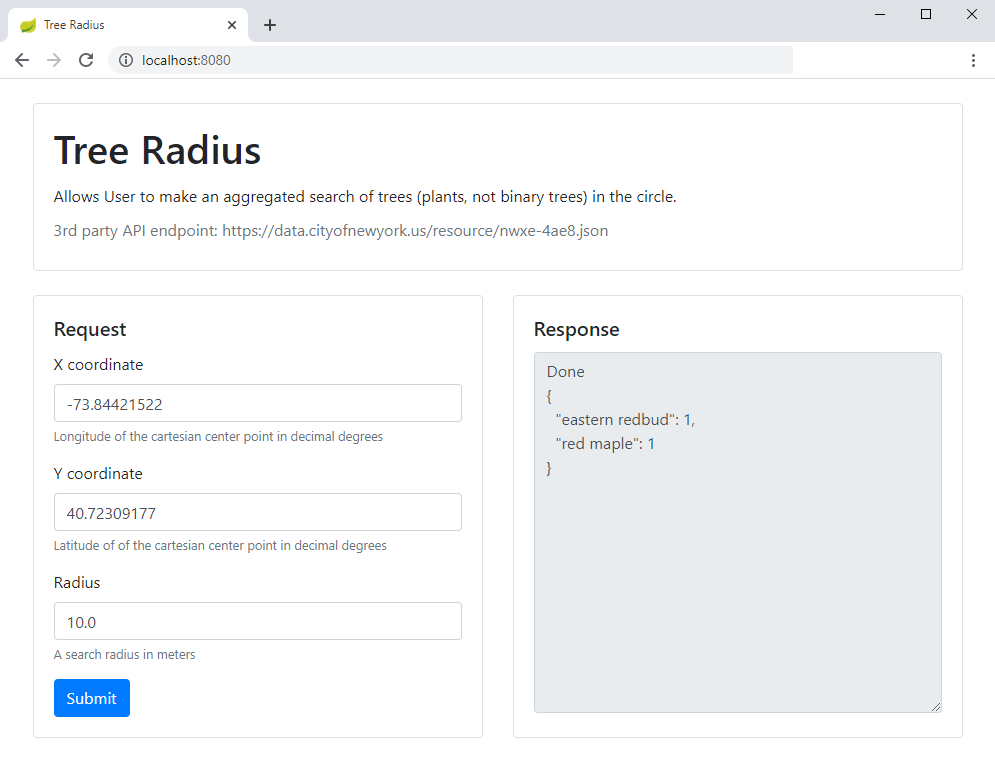 Tree Radius
localhost:8080
Tree Radius
Allows User to make an aggregated search of trees (plants, not binary trees) in the circle.
3rd party API endpoint: https://data.cityofnewyork.us/resource/nwxe-4ae8.json
Request
X coordinate
-73.84421522
Longitude of the cartesian center point in decimal degrees
Y coordinate
40.72309177
Latitude of of the cartesian center point in decimal degrees
Radius
10.0
A search radius in meters
Submit
Response
Done
{
"eastern redbud": 1,
"red maple": 1
}